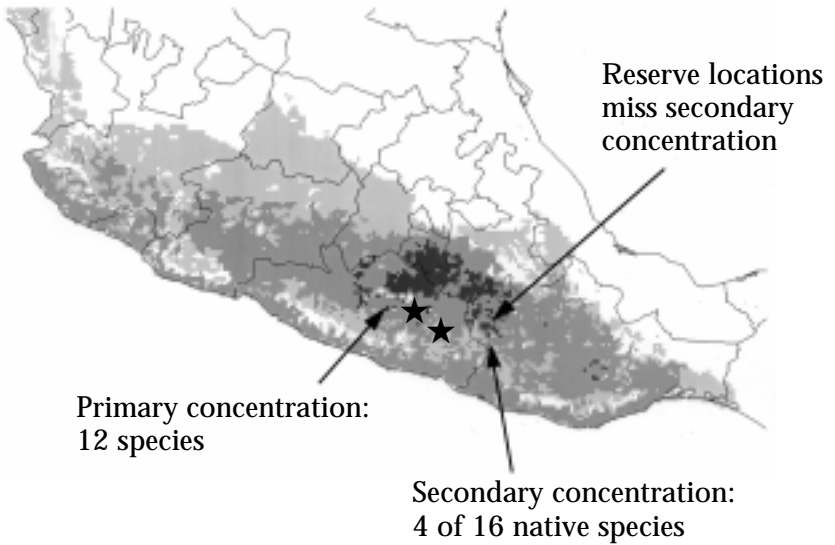 Reserve locations
miss secondary
concentration
Primary concentration:
12 species
Secondary concentration:
4 of 16 native species